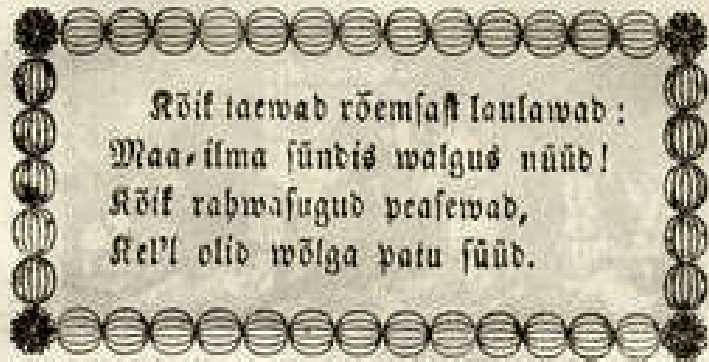 Kõik taewad rõemsast laulawad:
Maa-ilma sündis walgus nüüd!
Kõik rahwasugud peasewad,
Kel'l olid wõlga patu süüd.